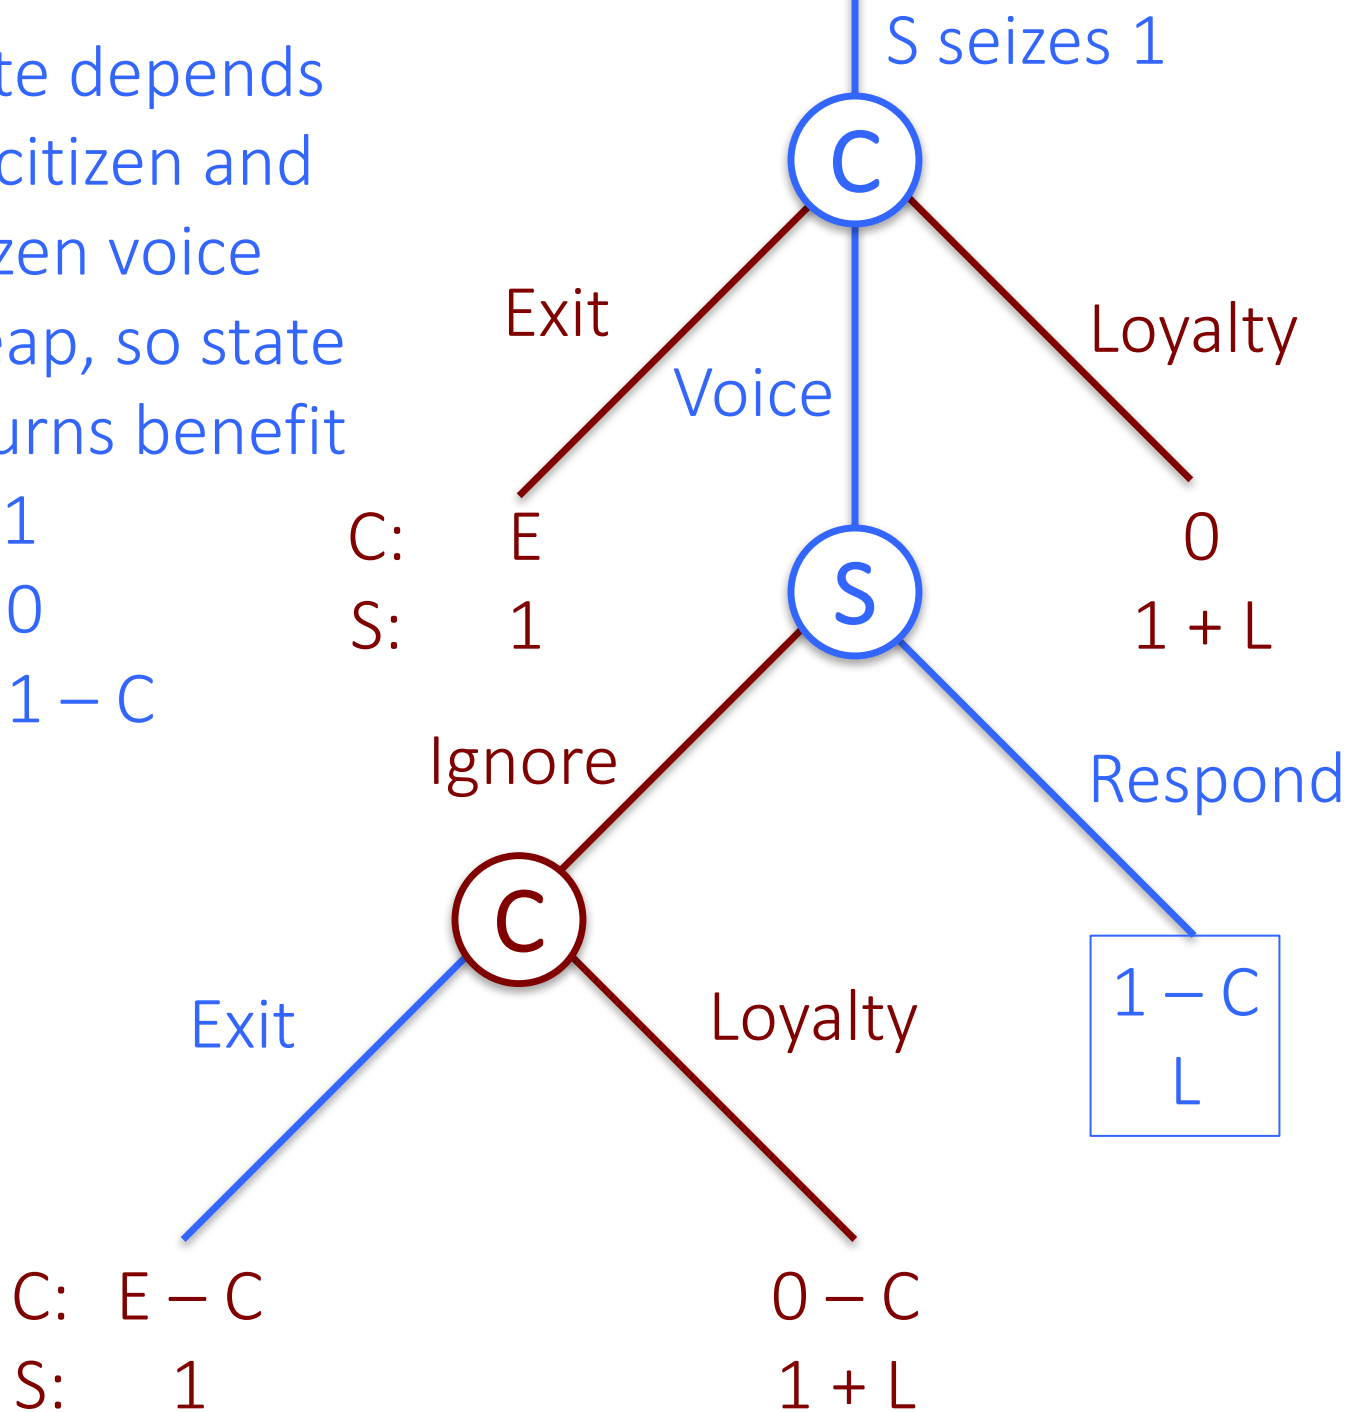 S seizes 1
te depends
citizen and
zen voice
eap, so state
urns benefit
1
0
1 – C
C
Exit
Voice
Loyalty
C: E
S: 1
0
1 + L
S
Ignore
Respond
C
Exit
Loyalty
1 – C
L
C: E – C
S: 1
0 – C
1 + L